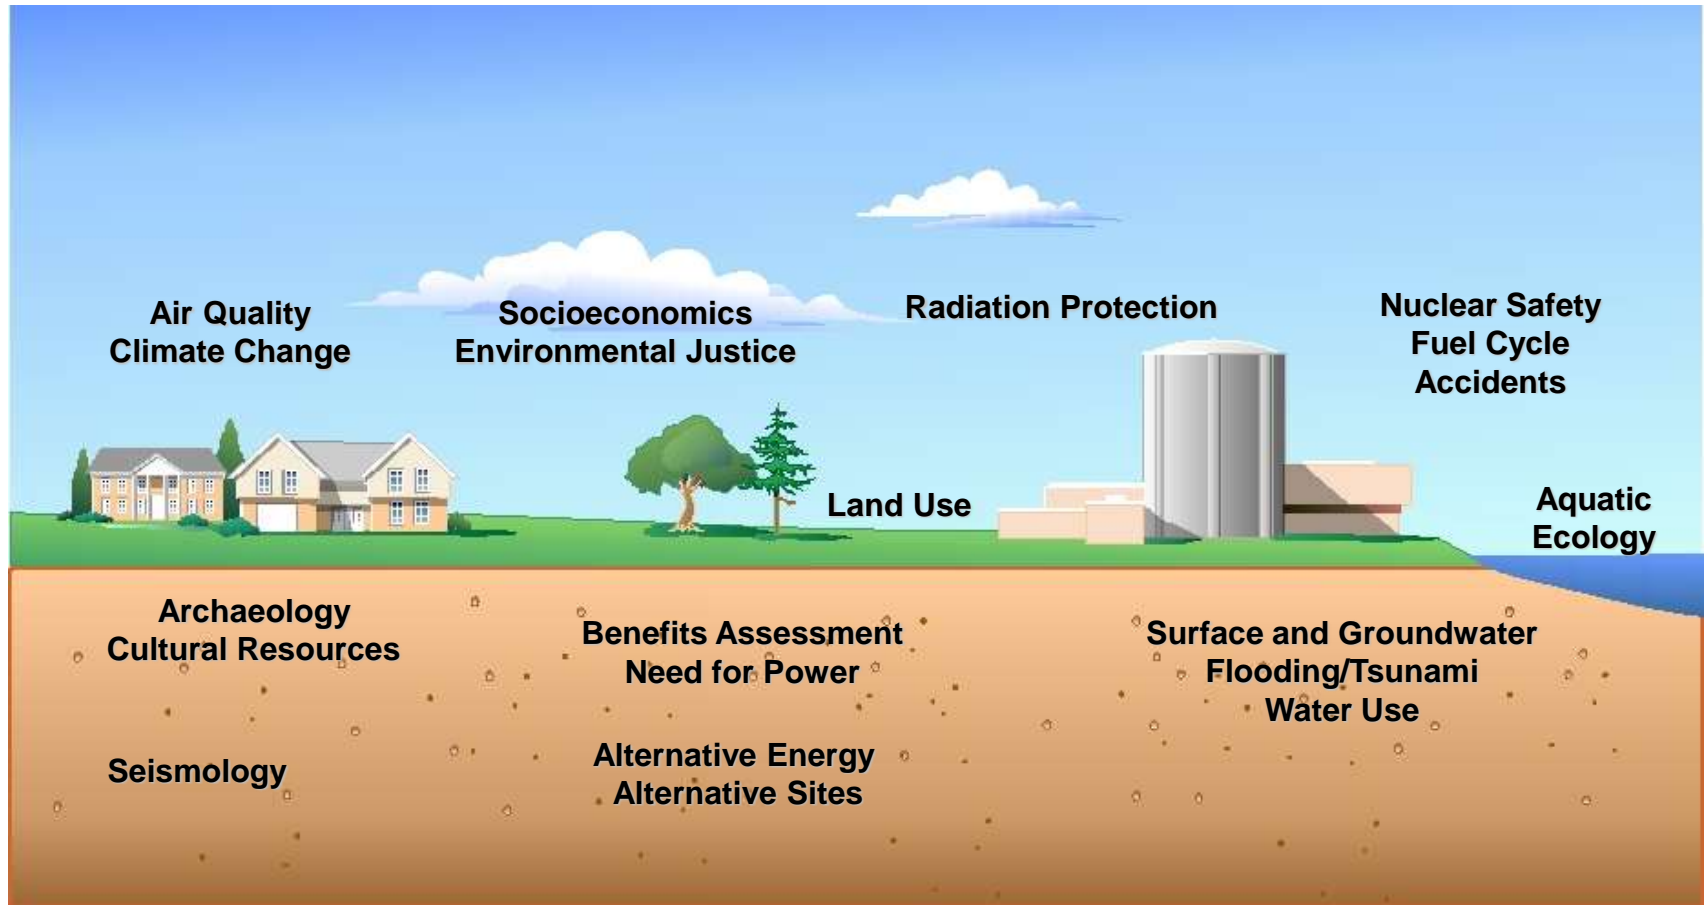 Air Quality
Climate Change
Socioeconomics
Environmental Justice
Radiation Protection
Nuclear Safety
Fuel Cycle
Accidents
Land Use
Aquatic
Ecology
Archaeology
Cultural Resources
Benefits Assessment
Need for Power
Surface and Groundwater
Flooding/Tsunami
Water Use
Seismology
Alternative Energy
Alternative Sites